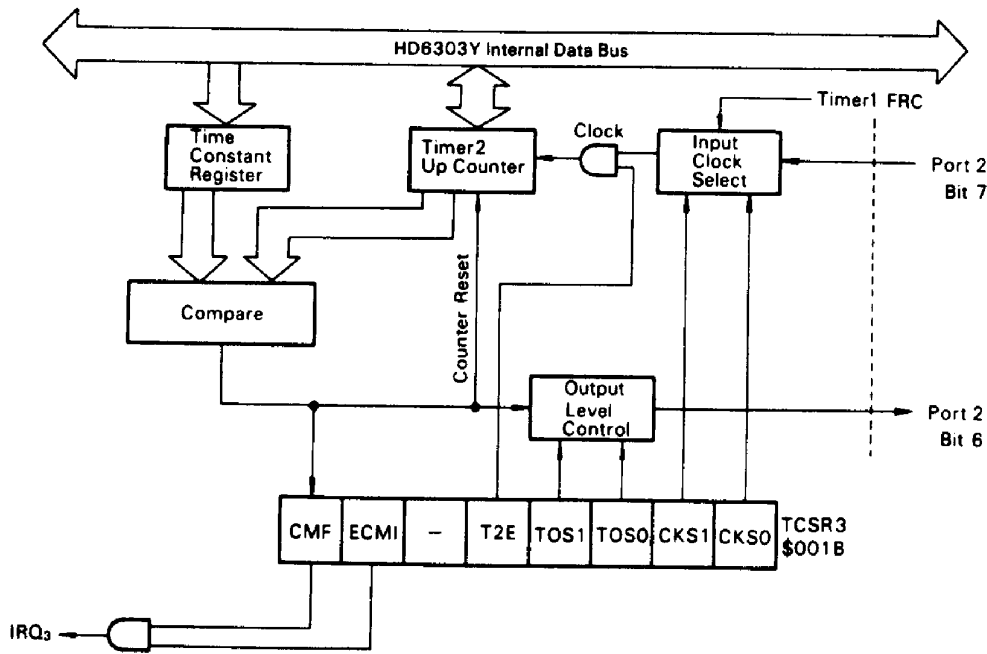 HD6303Y Internal Data Bus
Timer1 FRC
Time
Constant
Register
Timer2
Up Counter
Clock
Input
Clock
Select
Port 2
Bit 7
Compare
Counter Reset
Output
Level
Control
Port 2
Bit 6
CMF
ECMI
–
T2E
TOS1
TOS0
CKS1
CKS0
TCSR3
$001B
IRQ₃